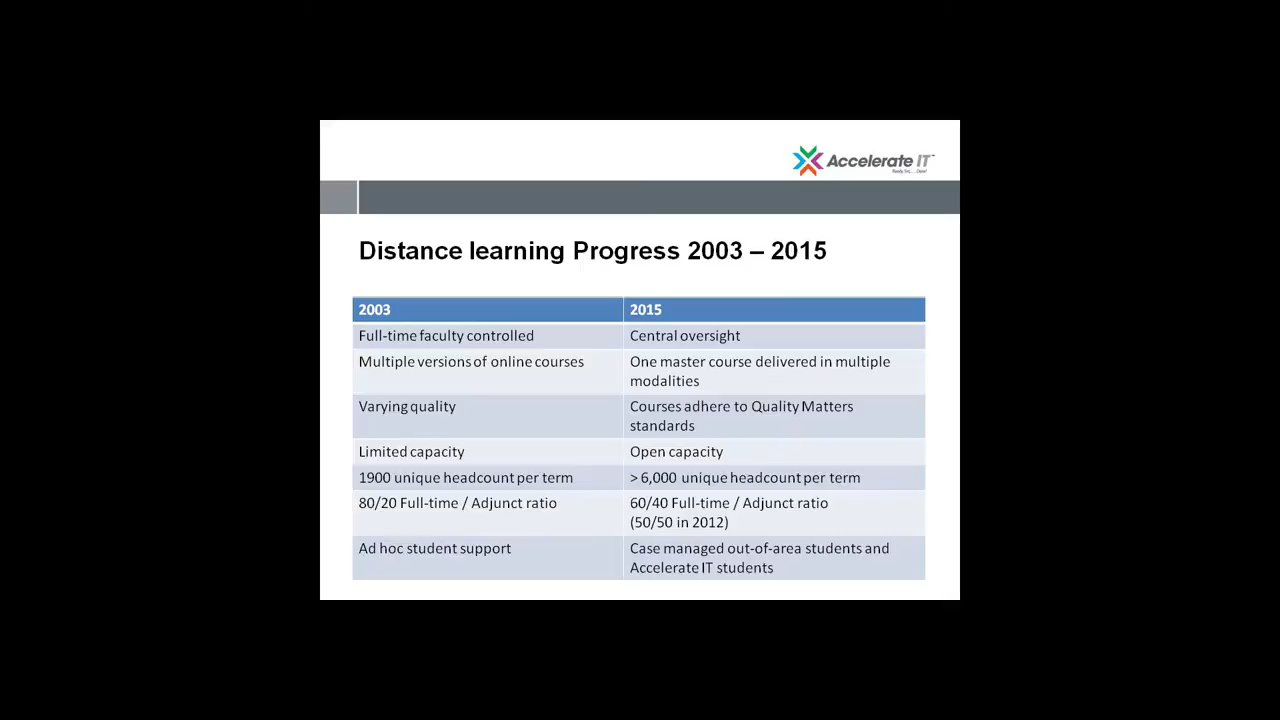 Accelerate IT™
Distance learning Progress 2003 – 2015
2003 2015
Full-time faculty controlled Central oversight
Multiple versions of online courses One master course delivered in multiple
modalities
Varying quality Courses adhere to Quality Matters
standards
Limited capacity Open capacity
1900 unique headcount per term > 6,000 unique headcount per term
80/20 Full-time / Adjunct ratio 60/40 Full-time / Adjunct ratio
(50/50 in 2012)
Ad hoc student support Case managed out-of-area students and
Accelerate IT students